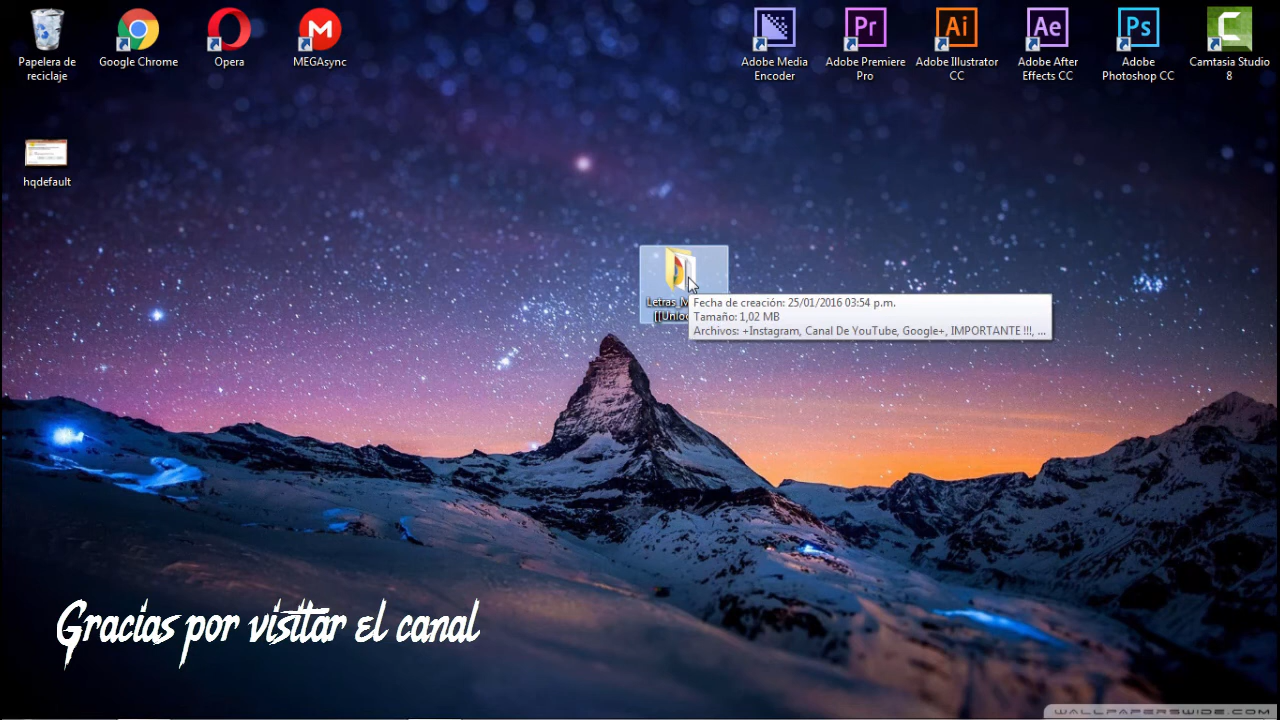 Papelera de
reciclaje
Google Chrome
Opera
MEGAsync
Adobe Media
Encoder
Adobe Premiere
Pro
Adobe Illustrator
CC
Adobe After
Effects CC
Adobe
Photoshop CC
Camtasia Studio
8
hqdefault
Letras_M
[[Unloc
Fecha de creación: 25/01/2016 03:54 p.m.
Tamaño: 1,02 MB
Archivos: +Instagram, Canal De YouTube, Google+, IMPORTANTE !!!, ...
Gracias por visitar el canal
WALLPAPERSWIDE.COM